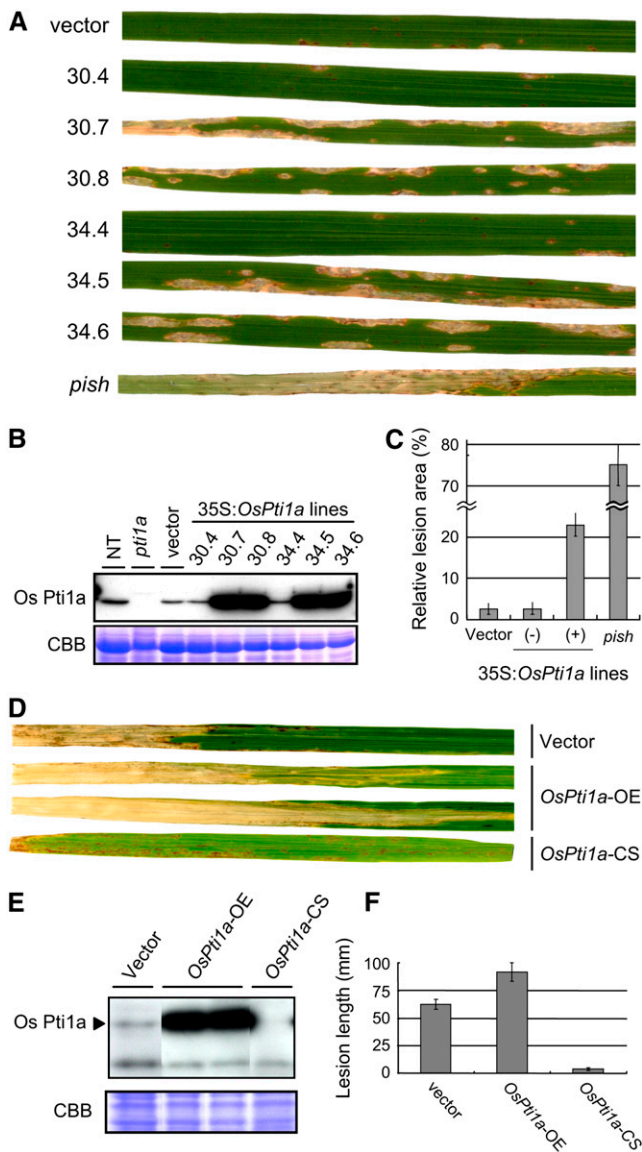 A
vector
30.4
30.7
30.8
34.4
34.5
34.6
pish
B
35S:OsPti1a lines
NT
pti1a
vector
30.4
30.7
30.8
34.4
34.5
34.6
Os Pti1a
CBB
C
Relative lesion area (%)
80
70
20
10
0
Vector
(-)
(+)
pish
35S:OsPti1a lines
D
Vector
OsPti1a-OE
OsPti1a-CS
E
Vector
OsPti1a-OE
OsPti1a-CS
Os Pti1a
CBB
F
Lesion length (mm)
100
75
50
25
0
vector
OsPti1a-OE
OsPti1a-CS